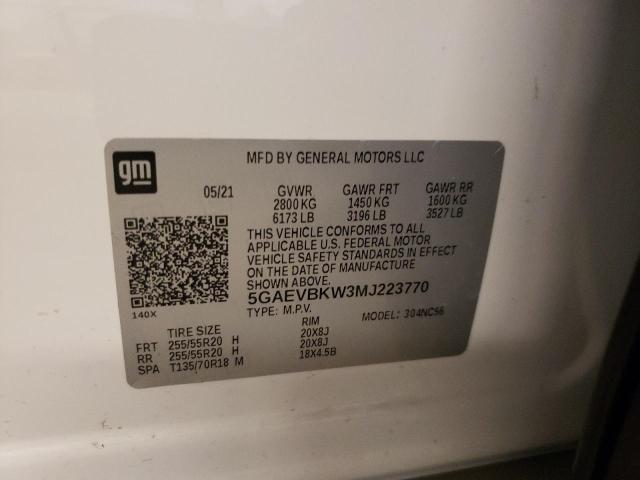 gm
MFD BY GENERAL MOTORS LLC
05/21 GVWR GAWR FRT GAWR RR
2800 KG 1450 KG 1600 KG
6173 LB 3196 LB 3527 LB
THIS VEHICLE CONFORMS TO ALL
APPLICABLE U.S. FEDERAL MOTOR
VEHICLE SAFETY STANDARDS IN EFFECT
ON THE DATE OF MANUFACTURE
SHOWN ABOVE.
5GAEVBKW3MJ223770
140X
TYPE: M.P.V. MODEL: 304NC56
TIRE SIZE RIM
FRT 255/55R20 H 20X8J
RR 255/55R20 H 20X8J
SPA T135/70R18 M 18X4.5B